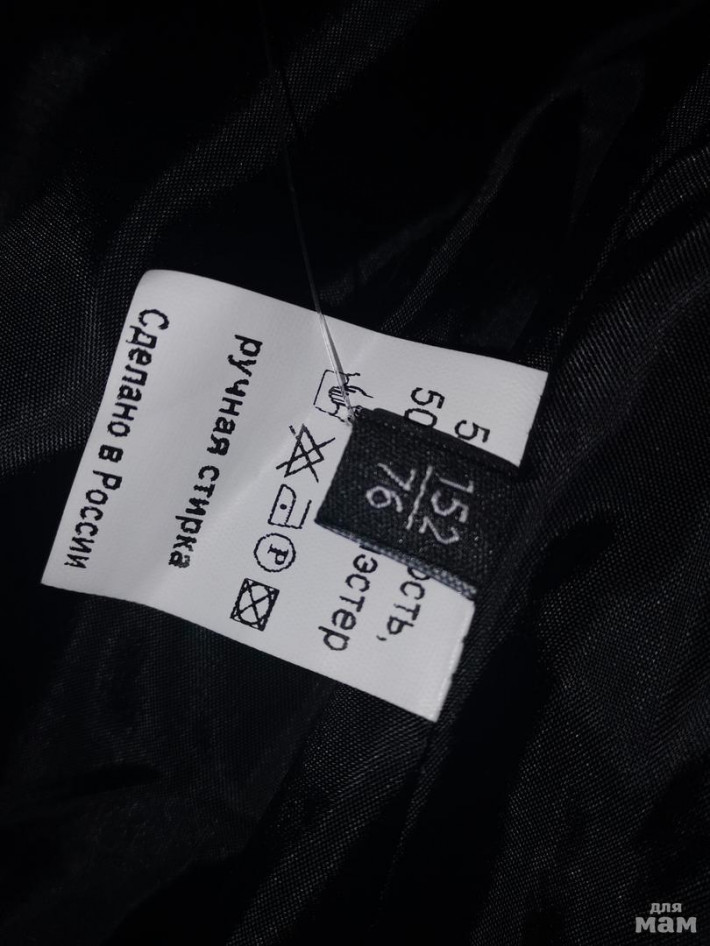 152
76
5
50
ость,
эстер
P
ручная стирка
Сделано в России
для
мам